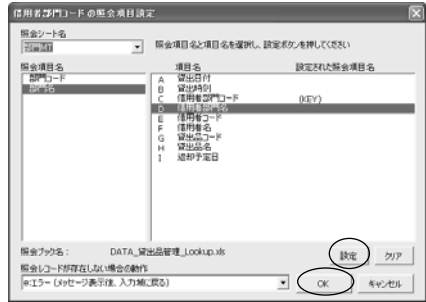 借用者部門コードの照会項目設定
照会シート名
部門MT
照会項目名と項目名を選択し、設定ボタンを押してください
照会項目名
項目名
設定された照会項目名
部門コード
部門名
A 貸出日付
B 貸出時刻
C 借用者部門コード (KEY)
D 借用者部門名
E 借用者コード
F 借用者名
G 貸出品コード
H 貸出品名
I 返却予定日
照会ブック名： DATA_貸出品管理_Lookup.xls
設定
クリア
照会レコードが存在しない場合の動作
e:エラー (メッセージ表示後、入力域に戻る)
OK
キャンセル